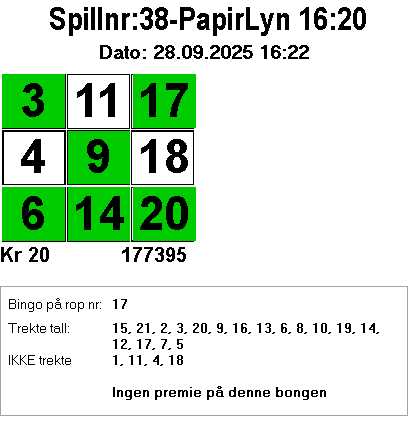 Spillnr:38-PapirLyn 16:20
Dato: 28.09.2025 16:22
3 11 17
4 9 18
6 14 20
Kr 20 177395
Bingo på rop nr: 17
Trekte tall: 15, 21, 2, 3, 20, 9, 16, 13, 6, 8, 10, 19, 14,
12, 17, 7, 5
IKKE trekte 1, 11, 4, 18
Ingen premie på denne bongen